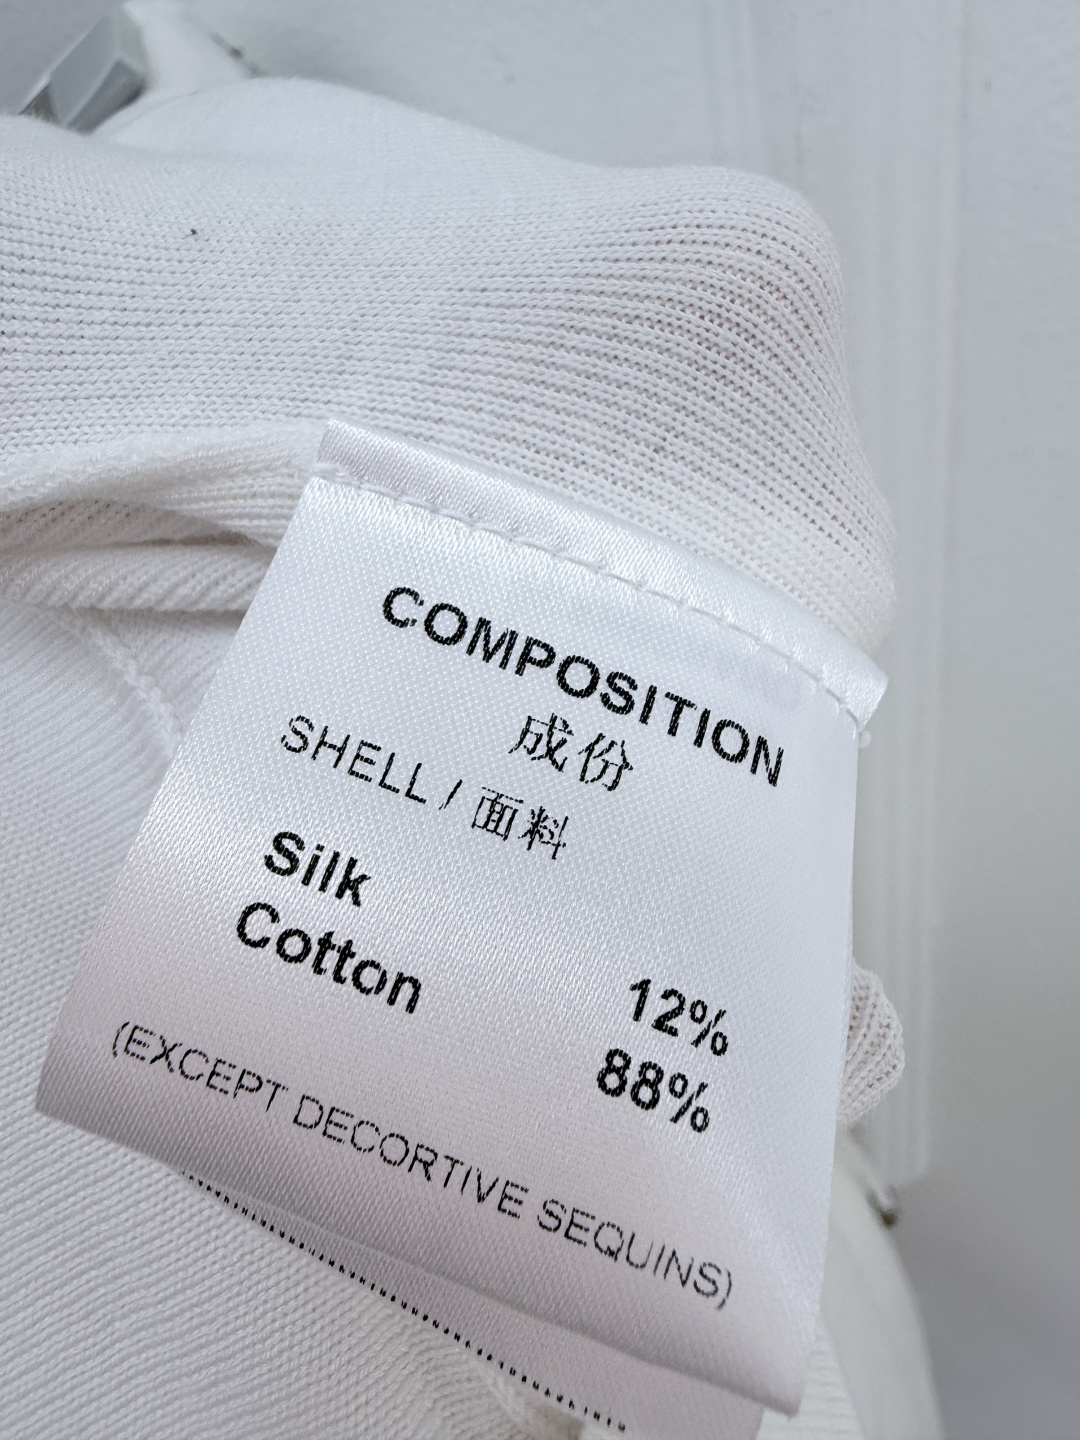 COMPOSITION
成份
SHELL / 面料
Silk 12%
Cotton 88%
(EXCEPT DECORTIVE SEQUINS)